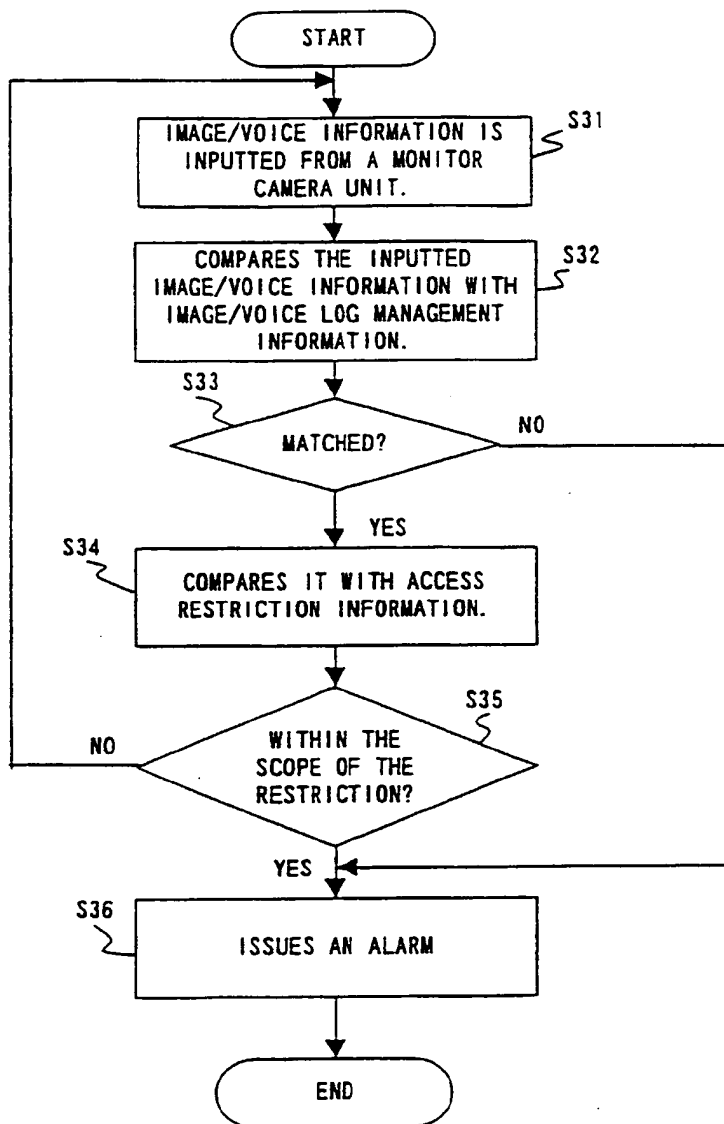 START
IMAGE/VOICE INFORMATION IS
INPUTTED FROM A MONITOR
CAMERA UNIT.
S31
COMPARES THE INPUTTED
IMAGE/VOICE INFORMATION WITH
IMAGE/VOICE LOG MANAGEMENT
INFORMATION.
S32
S33
MATCHED?
NO
YES
S34
COMPARES IT WITH ACCESS
RESTRICTION INFORMATION.
S35
NO
WITHIN THE
SCOPE OF THE
RESTRICTION?
YES
S36
ISSUES AN ALARM
END